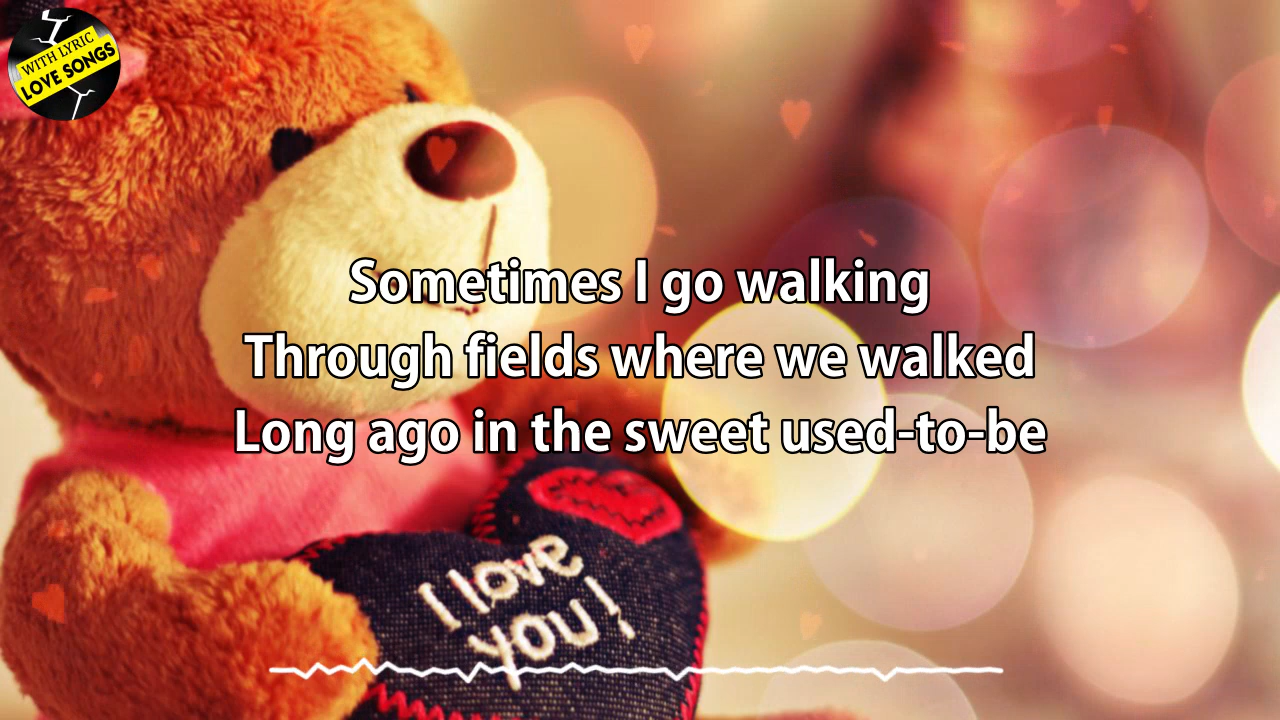 WITH LYRIC
LOVE SONGS
Sometimes I go walking
Through fields where we walked
Long ago in the sweet used-to-be
I love
you!